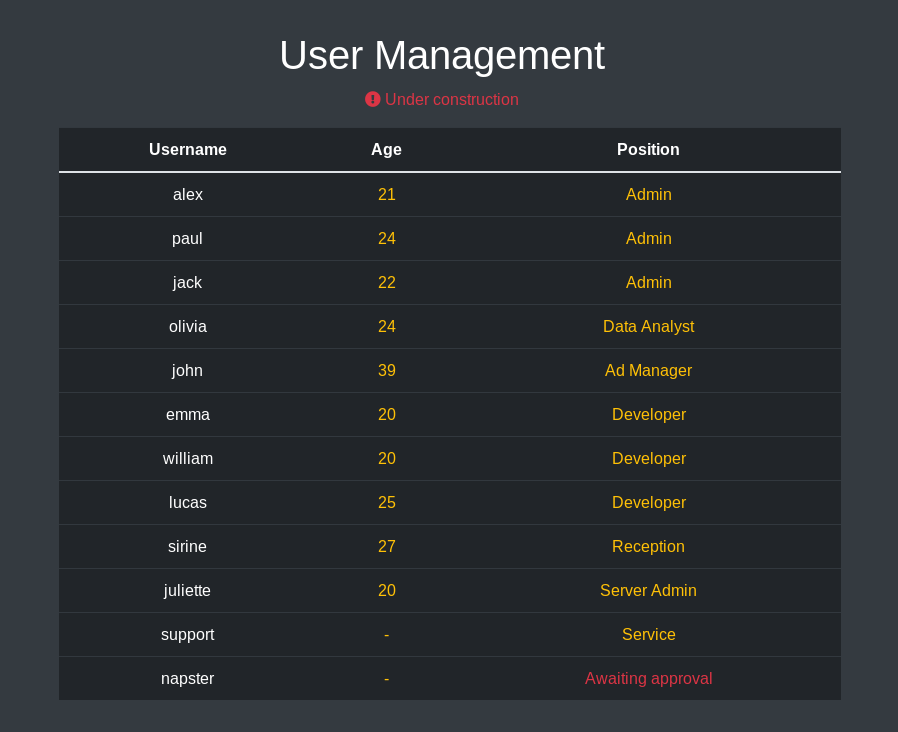 User Management
Under construction
Username Age Position
alex 21 Admin
paul 24 Admin
jack 22 Admin
olivia 24 Data Analyst
john 39 Ad Manager
emma 20 Developer
william 20 Developer
lucas 25 Developer
sirine 27 Reception
juliette 20 Server Admin
support - Service
napster - Awaiting approval